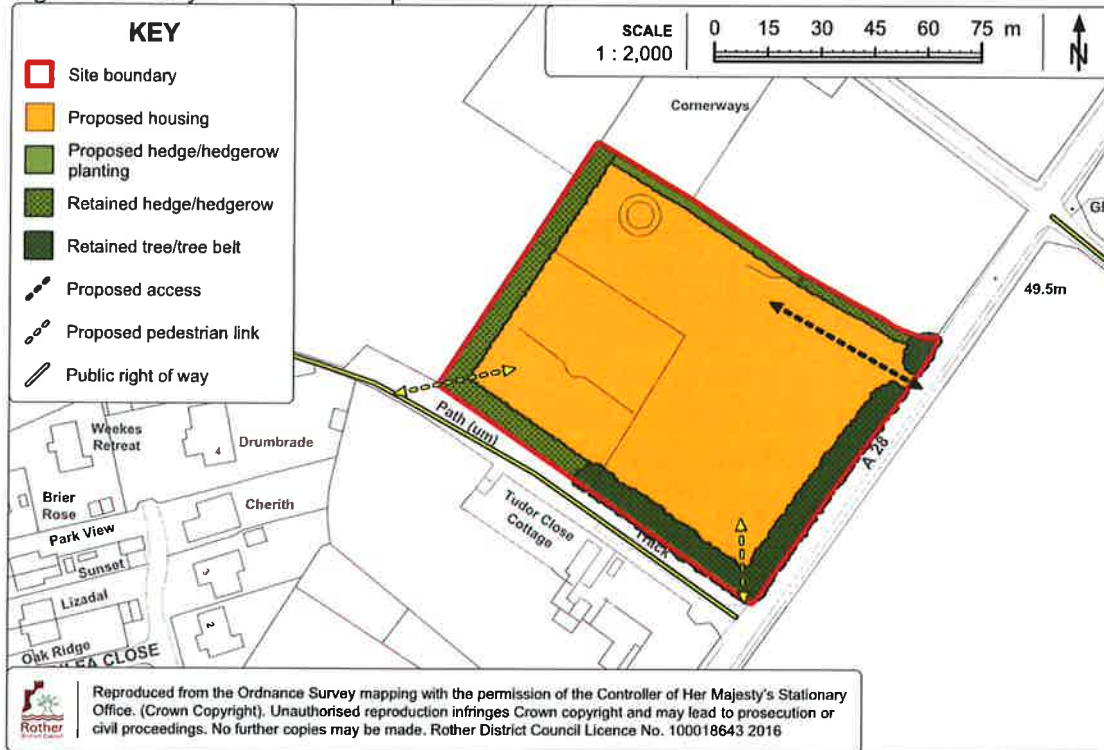 KEY
Site boundary
Proposed housing
Proposed hedge/hedgerow
planting
Retained hedge/hedgerow
Retained tree/tree belt
Proposed access
Proposed pedestrian link
Public right of way
SCALE
1 : 2,000
0 15 30 45 60 75 m
N
Cornerways
49.5m
A 28
Path (um)
Track
Tudor Close
Cottage
Weekes
Retreat
4
Drumbrade
Brier
Rose
Cherith
Park View
Sunset
3
Lizadal
2
Oak Ridge
CLOSE
Rother
District Council
Reproduced from the Ordnance Survey mapping with the permission of the Controller of Her Majesty's Stationary
Office. (Crown Copyright). Unauthorised reproduction infringes Crown copyright and may lead to prosecution or
civil proceedings. No further copies may be made. Rother District Council Licence No. 100018643 2016